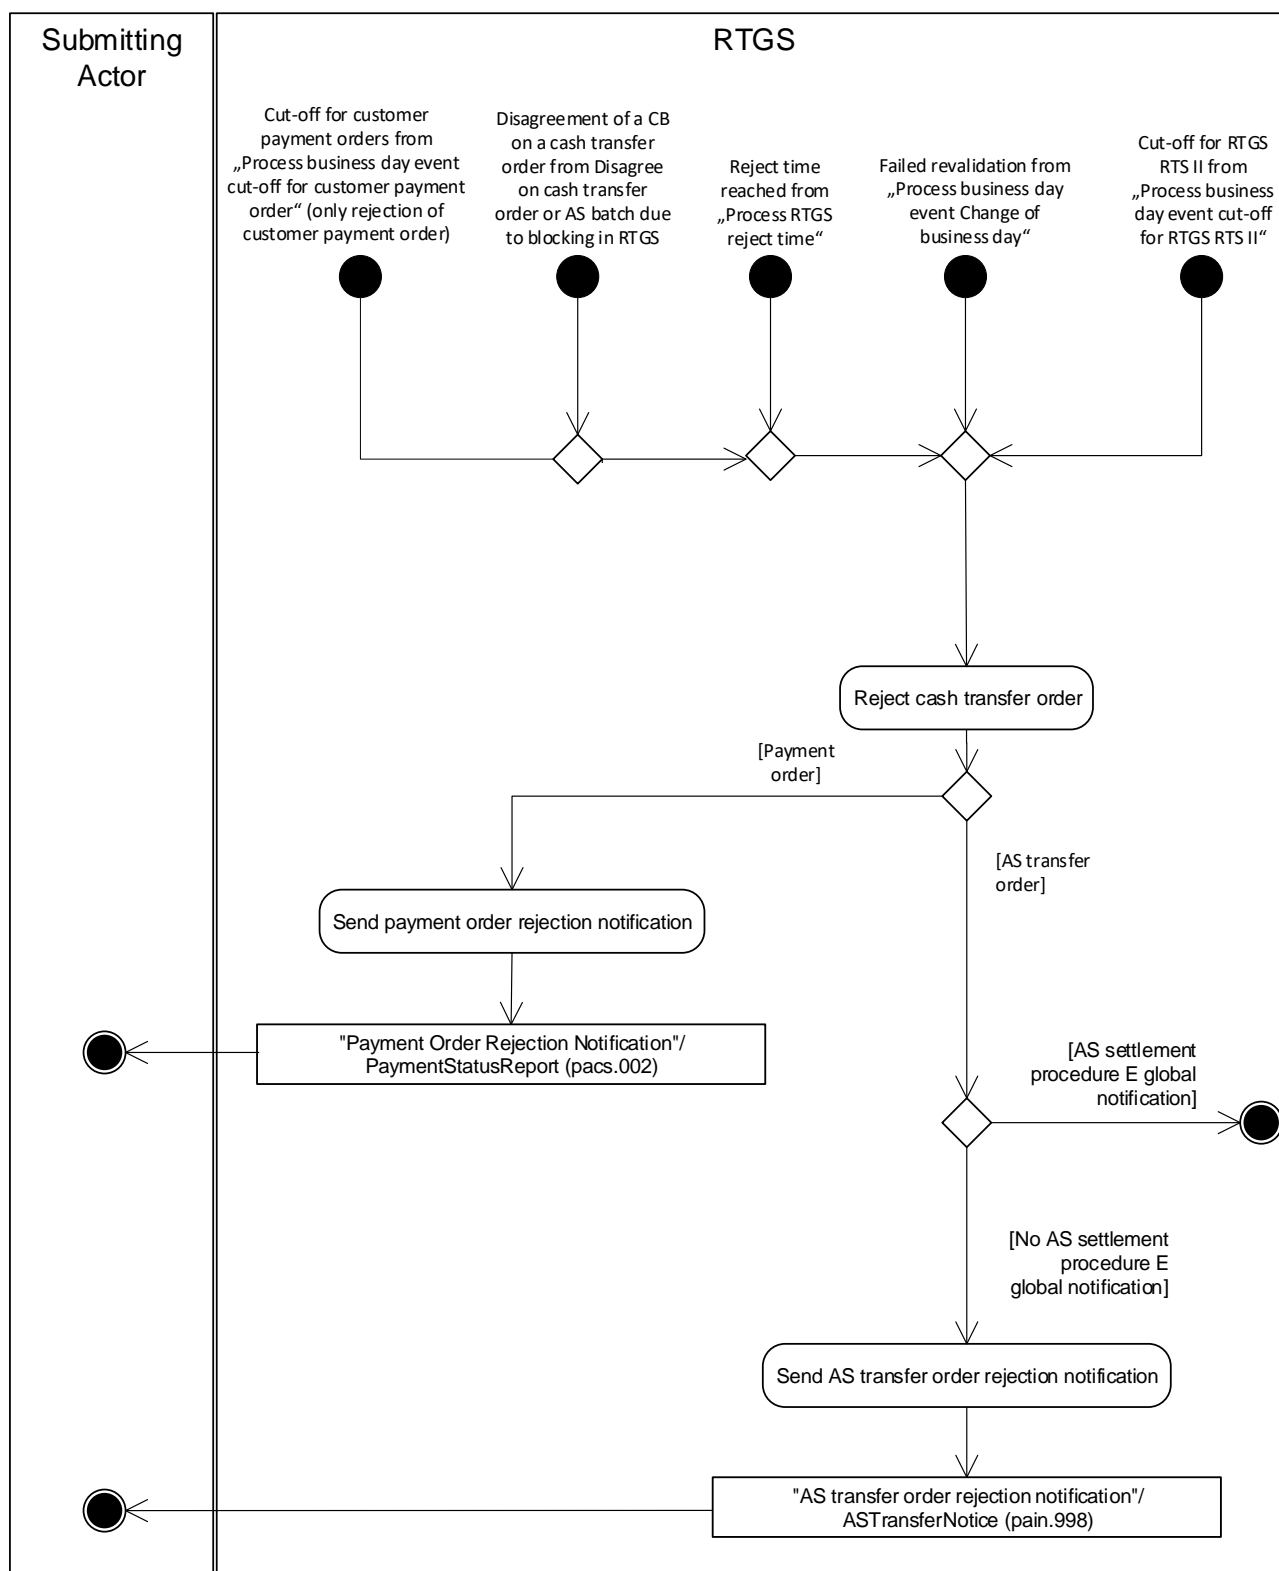 Submitting
Actor
RTGS
Cut-off for customer
payment orders from
„Process business day event
cut-off for customer payment
order“ (only rejection of
customer payment order)
Disagreement of a CB
on a cash transfer
order from Disagree
on cash transfer
order or AS batch due
to blocking in RTGS
Reject time
reached from
„Process RTGS
reject time“
Failed revalidation from
„Process business day
event Change of
business day“
Cut-off for RTGS
RTS II from
„Process business
day event cut-off
for RTGS RTS II“
Reject cash transfer order
[Payment
order]
[AS transfer
order]
Send payment order rejection notification
"Payment Order Rejection Notification"/
PaymentStatusReport (pacs.002)
[AS settlement
procedure E global
notification]
[No AS settlement
procedure E
global notification]
Send AS transfer order rejection notification
"AS transfer order rejection notification"/
ASTransferNotice (pain.998)